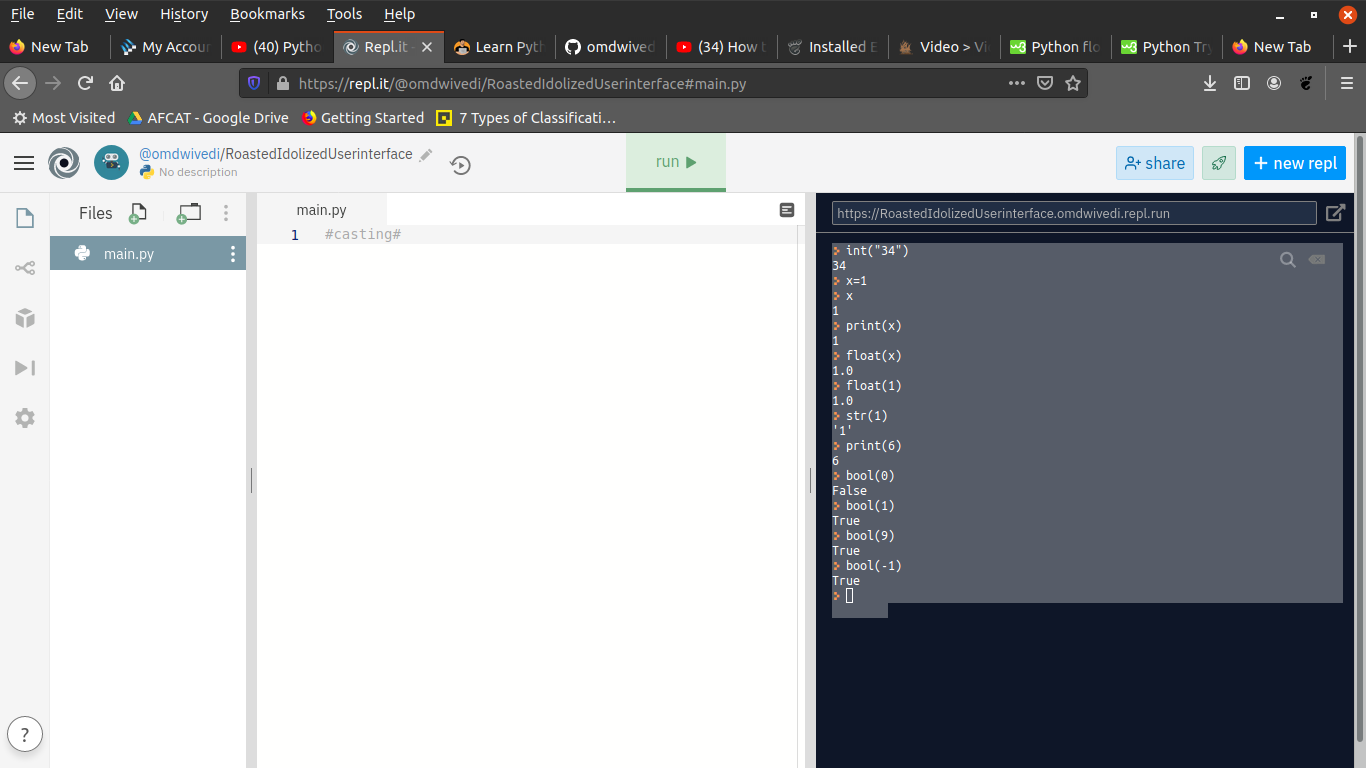 File Edit View History Bookmarks Tools Help
New Tab My Accour (40) Pytho Repl.it - Learn Pyth omdwived (34) How t Installed E Video > Vi Python flo Python Try New Tab
https://repl.it/@omdwivedi/RoastedIdolizedUserinterface#main.py
Most Visited AFCAT - Google Drive Getting Started 7 Types of Classificati…
@omdwivedi/RoastedIdolizedUserinterface
No description
run
share
+ new repl
Files
main.py
main.py
1 #casting#
https://RoastedIdolizedUserinterface.omdwivedi.repl.run
int("34")
34
x=1
x
1
print(x)
1
float(x)
1.0
float(1)
1.0
str(1)
'1'
print(6)
6
bool(0)
False
bool(1)
True
bool(9)
True
bool(-1)
True
?